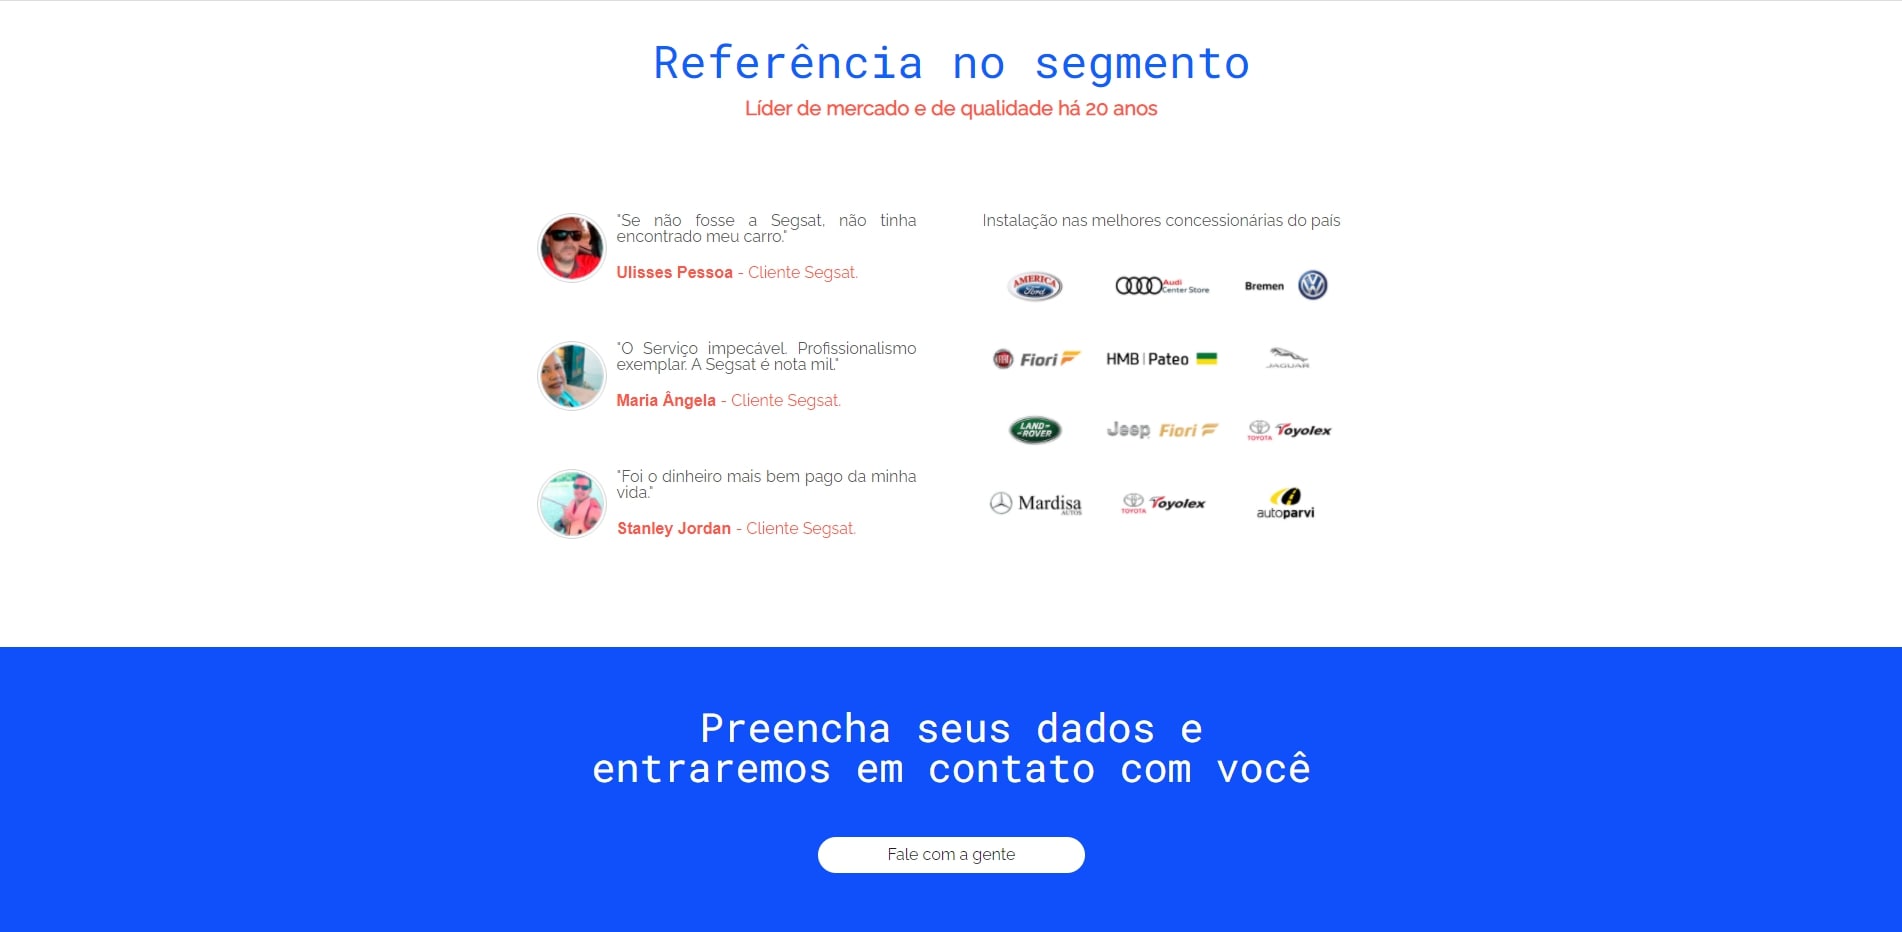 Referência no segmento
Líder de mercado e de qualidade há 20 anos
"Se não fosse a Segsat, não tinha
encontrado meu carro."
Ulisses Pessoa - Cliente Segsat.
"O Serviço impecável. Profissionalismo
exemplar. A Segsat é nota mil."
Maria Ângela - Cliente Segsat.
"Foi o dinheiro mais bem pago da minha
vida."
Stanley Jordan - Cliente Segsat.
Instalação nas melhores concessionárias do país
AMERICA
Ford
Audi
Center Store
Bremen
FIAT
Fiori
HMB | Pateo
JAGUAR
LAND ROVER
Jeep Fiori
TOYOTA Toyolex
Mardisa
AUTOS
TOYOTA Toyolex
autoparvi
Preencha seus dados e
entraremos em contato com você
Fale com a gente